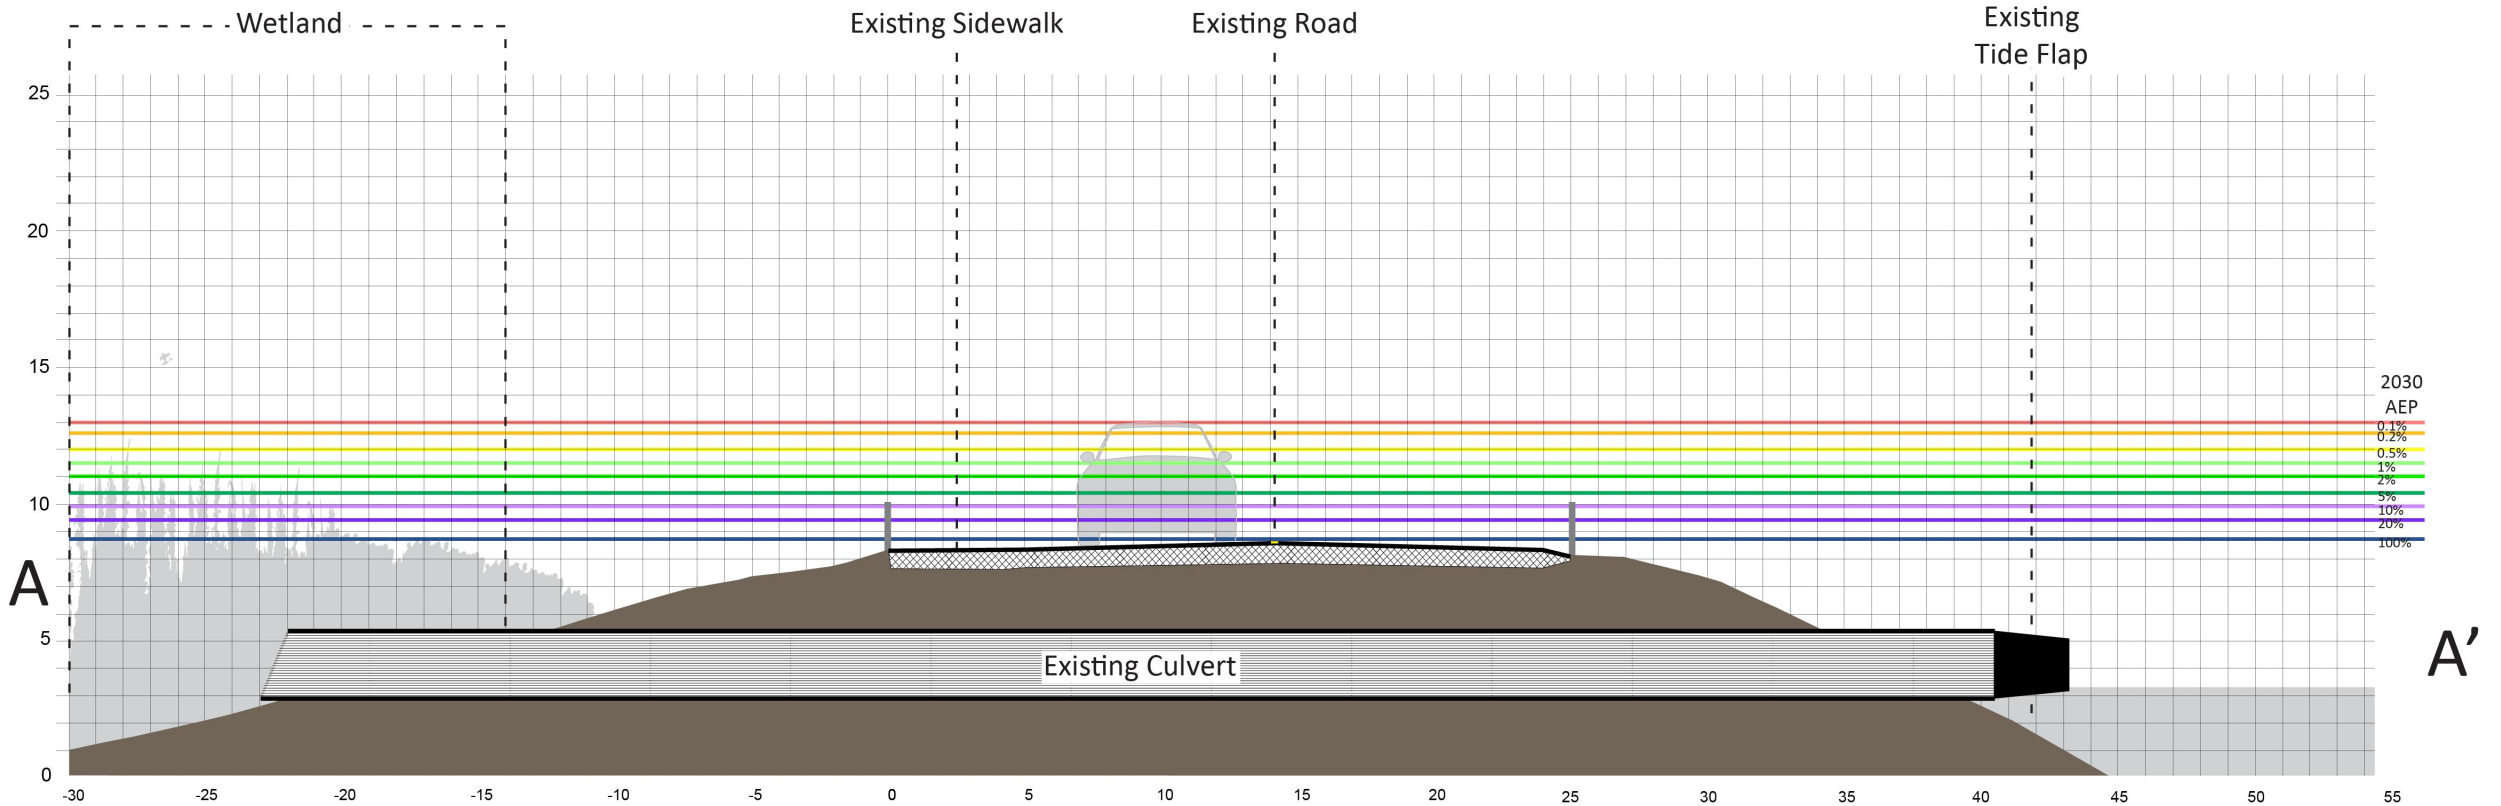 Wetland
Existing Sidewalk
Existing Road
Existing
Tide Flap
25
20
15
10
5
0
2030
AEP
0.1%
0.2%
0.5%
1%
2%
5%
10%
20%
100%
A
A’
Existing Culvert
-30 -25 -20 -15 -10 -5 0 5 10 15 20 25 30 35 40 45 50 55